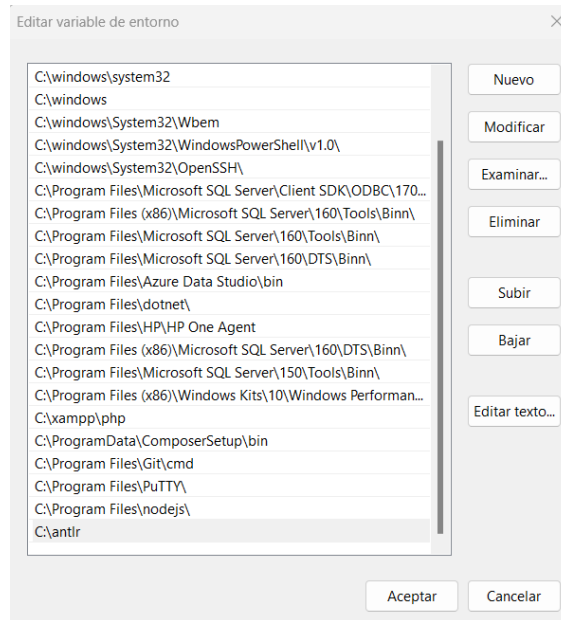 Editar variable de entorno
C:\windows\system32
C:\windows
C:\windows\System32\Wbem
C:\windows\System32\WindowsPowerShell\v1.0\
C:\windows\System32\OpenSSH\
C:\Program Files\Microsoft SQL Server\Client SDK\ODBC\170...
C:\Program Files (x86)\Microsoft SQL Server\160\Tools\Binn\
C:\Program Files\Microsoft SQL Server\160\Tools\Binn\
C:\Program Files\Microsoft SQL Server\160\DTS\Binn\
C:\Program Files\Azure Data Studio\bin
C:\Program Files\dotnet\
C:\Program Files\HP\HP One Agent
C:\Program Files (x86)\Microsoft SQL Server\160\DTS\Binn\
C:\Program Files\Microsoft SQL Server\150\Tools\Binn\
C:\Program Files (x86)\Windows Kits\10\Windows Performan...
C:\xampp\php
C:\ProgramData\ComposerSetup\bin
C:\Program Files\Git\cmd
C:\Program Files\PuTTY\
C:\Program Files\nodejs\
C:\antlr
Nuevo
Modificar
Examinar...
Eliminar
Subir
Bajar
Editar texto...
Aceptar
Cancelar